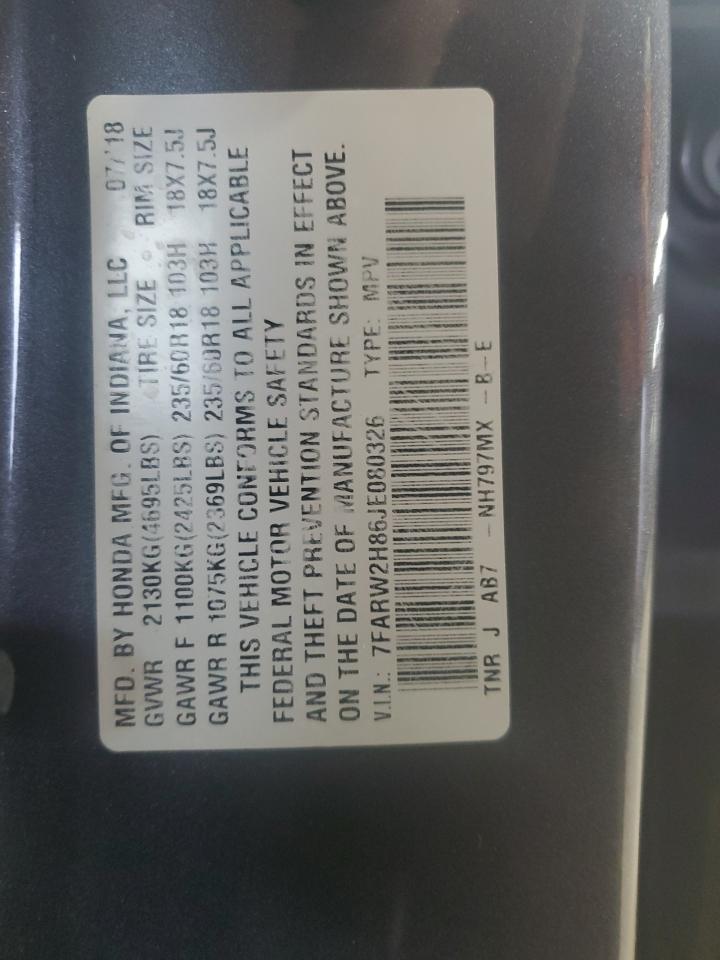 MFD. BY HONDA MFG. OF INDIANA, LLC 07/'18
GVWR 2130KG(4695LBS) TIRE SIZE RIM SIZE
GAWR F 1100KG(2425LBS) 235/60R18 103H 18X7.5J
GAWR R 1075KG(2369LBS) 235/60R18 103H 18X7.5J
THIS VEHICLE CONFORMS TO ALL APPLICABLE
FEDERAL MOTOR VEHICLE SAFETY
AND THEFT PREVENTION STANDARDS IN EFFECT
ON THE DATE OF MANUFACTURE SHOWN ABOVE.
V.I.N.: 7FARW2H86JE080326 TYPE: MPV
TNR J AB7 - NH797MX - B - E